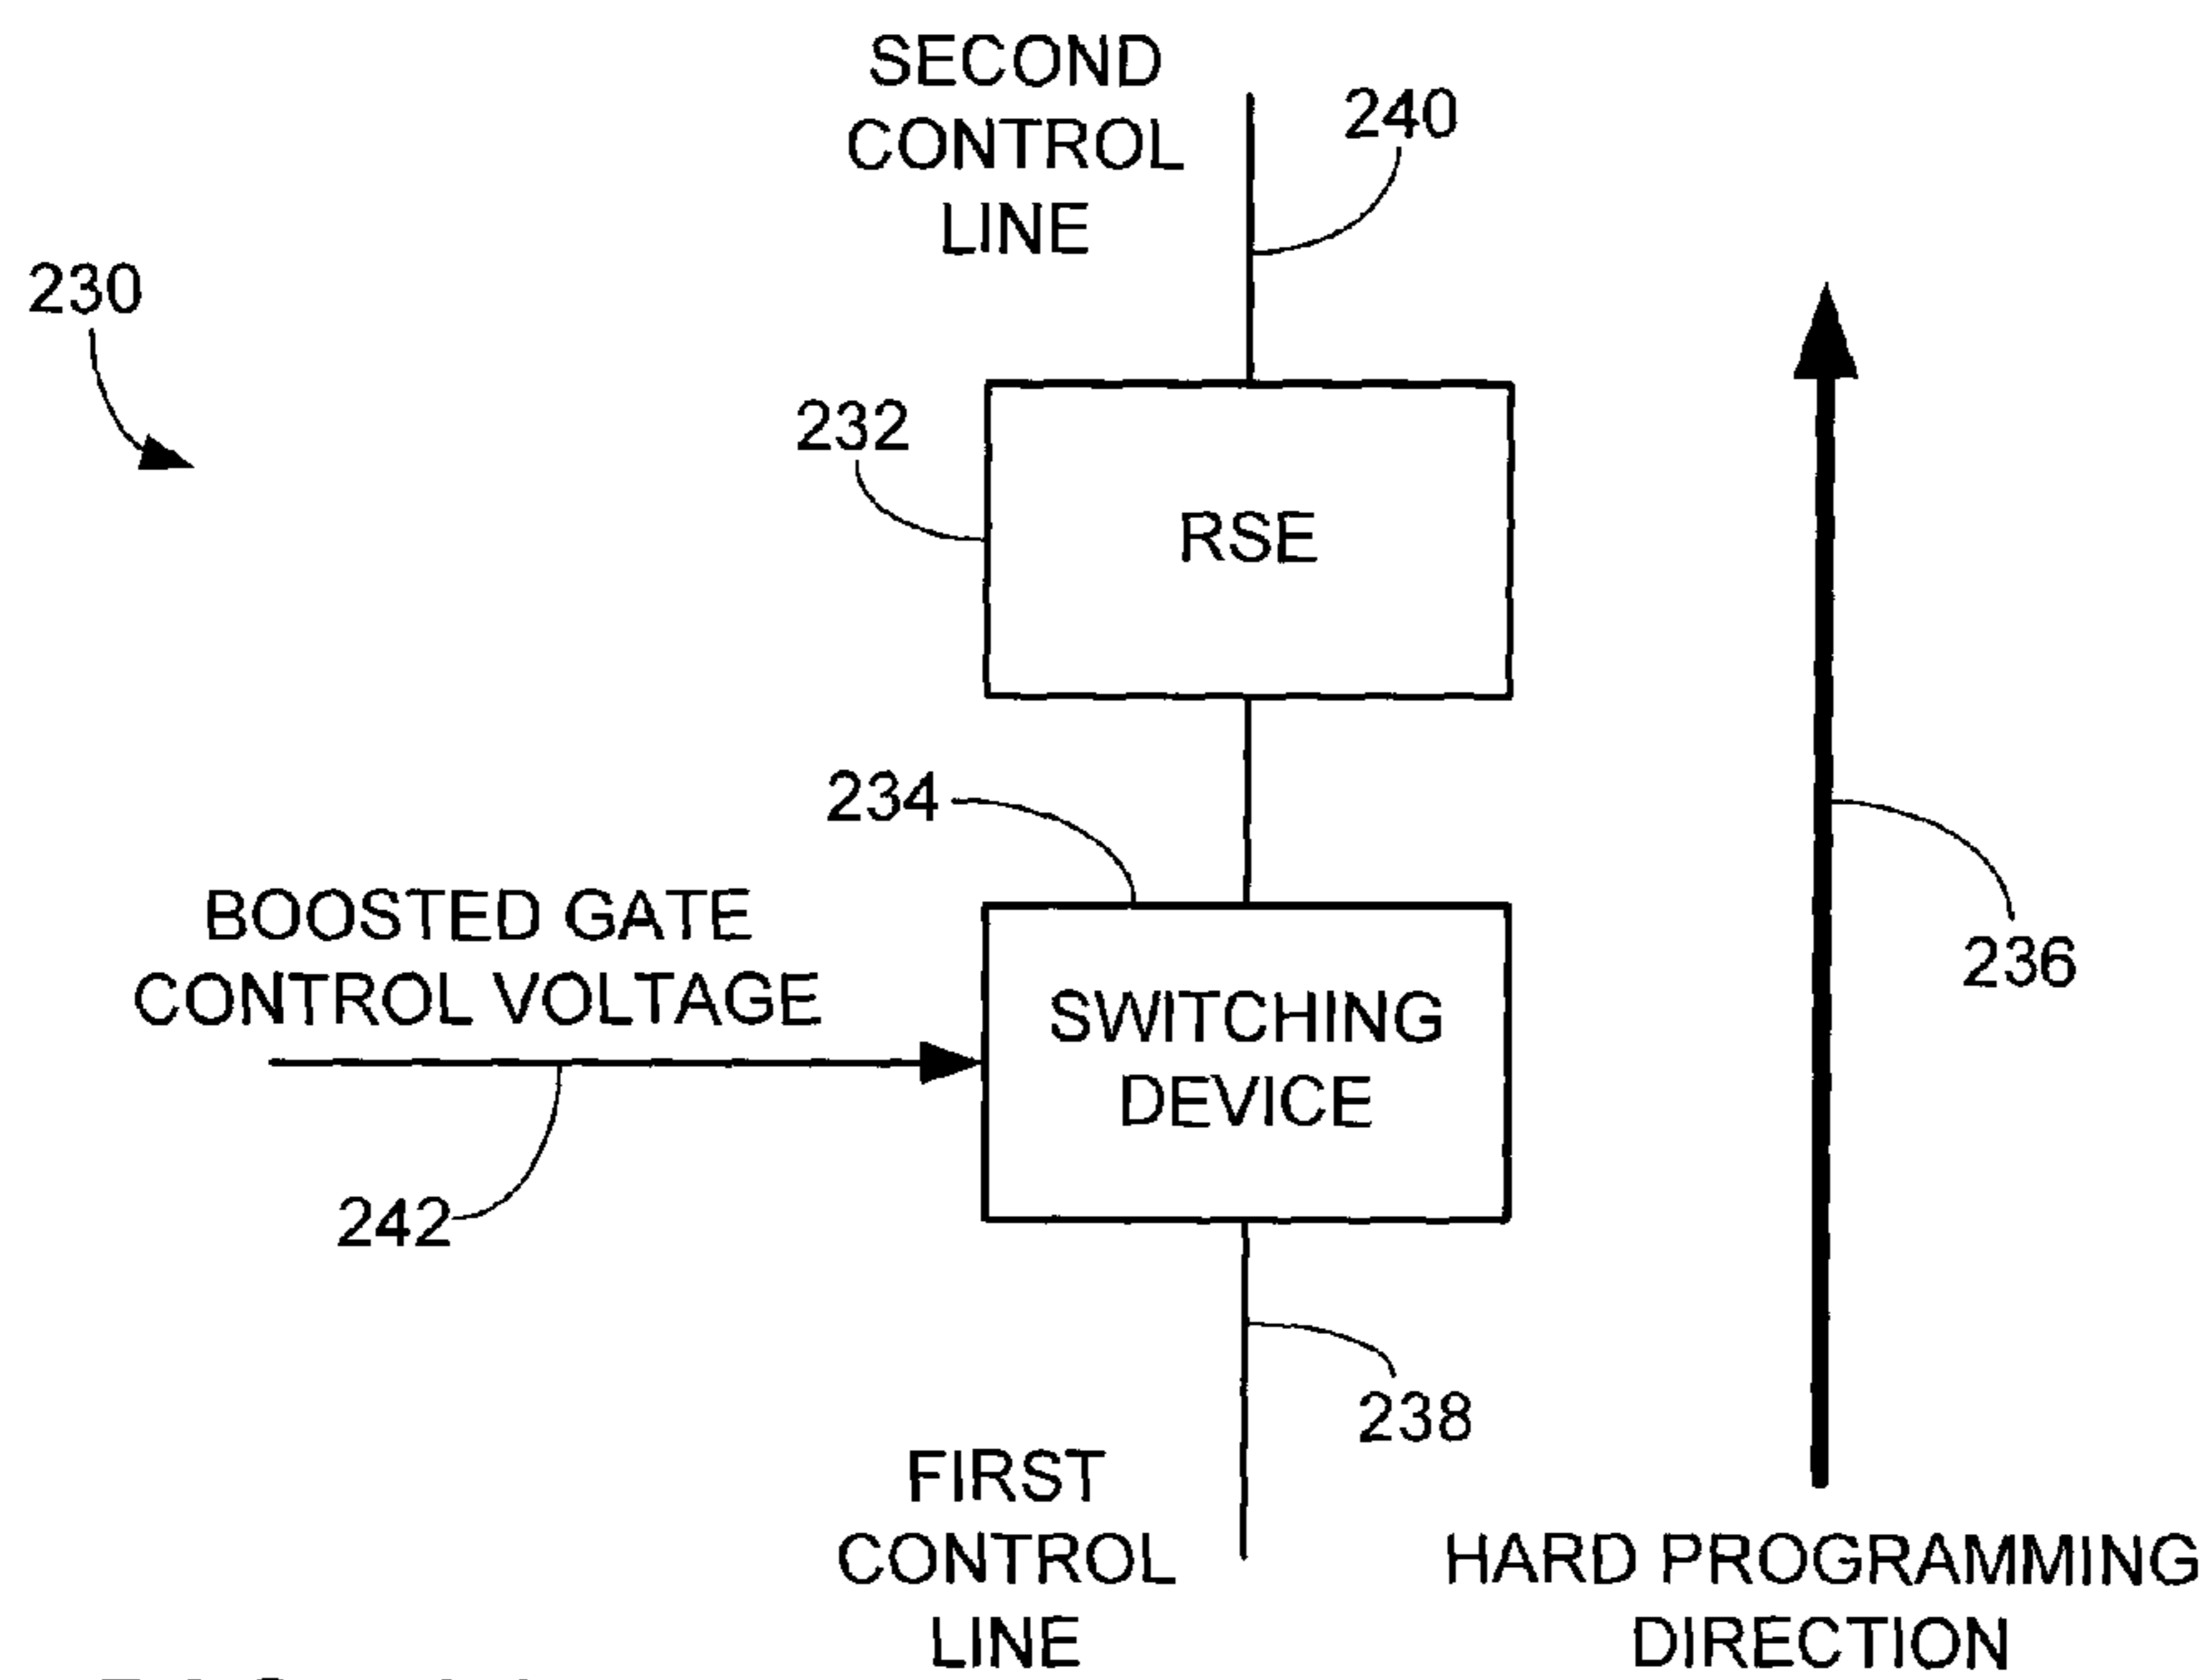 SECOND
CONTROL
LINE
240
230
232
RSE
234
BOOSTED GATE
CONTROL VOLTAGE
SWITCHING
DEVICE
236
242
238
FIRST
CONTROL
LINE
HARD PROGRAMMING
DIRECTION